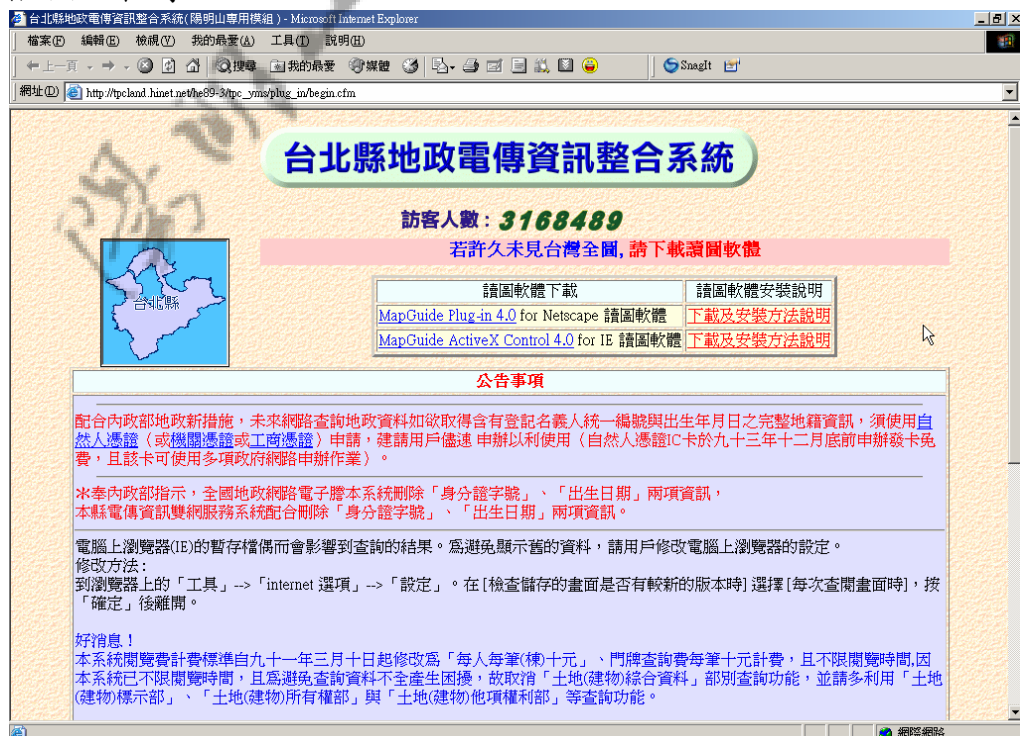 台北縣地政電傳資訊整合系統(陽明山專用模組 ) - Microsoft Internet Explorer
檔案(F) 編輯(E) 檢視(V) 我的最愛(A) 工具(T) 說明(H)
上一頁 搜尋 我的最愛 媒體 SnagIt
網址(D) http://tpcland.hinet.net/he89-3/tpc_yms/plug_in/begin.cfm
台北縣地政電傳資訊整合系統
訪客人數：3168489
若許久未見台灣全圖, 請下載讀圖軟體
台北縣
讀圖軟體下載 讀圖軟體安裝說明
MapGuide Plug-in 4.0 for Netscape 讀圖軟體 下載及安裝方法說明
MapGuide ActiveX Control 4.0 for IE 讀圖軟體 下載及安裝方法說明
公告事項
配合內政部地政新措施，未來網路查詢地政資料如欲取得含有登記名義人統一編號與出生年月日之完整地籍資訊，須使用自
然人憑證（或機關憑證或工商憑證）申請，建請用戶儘速 申辦以利使用（自然人憑證IC卡於九十三年十二月底前申辦發卡免
費，且該卡可使用多項政府網路申辦作業）。
＊奉內政部指示，全國地政網路電子謄本系統刪除「身分證字號」、「出生日期」兩項資訊，
本縣電傳資訊雙網服務系統配合刪除「身分證字號」、「出生日期」兩項資訊。
電腦上瀏覽器(IE)的暫存檔偶而會影響到查詢的結果。為避免顯示舊的資料，請用戶修改電腦上瀏覽器的設定。
修改方法:
到瀏覽器上的「工具」-->「internet 選項」-->「設定」。在 [檢查儲存的畫面是否有較新的版本時] 選擇 [每次查閱畫面時]，按
「確定」後離開。
好消息！
本系統閱覽費計費標準自九十一年三月十日起修改為「每人每筆(棟)十元」、門牌查詢費每筆十元計費，且不限閱覽時間,因
本系統已不限閱覽時間，且為避免查詢資料不全產生困擾，故取消「土地(建物)綜合資料」部別查詢功能，並請多利用「土地
(建物)標示部」、「土地(建物)所有權部」與「土地(建物)他項權利部」等查詢功能。
網際網路